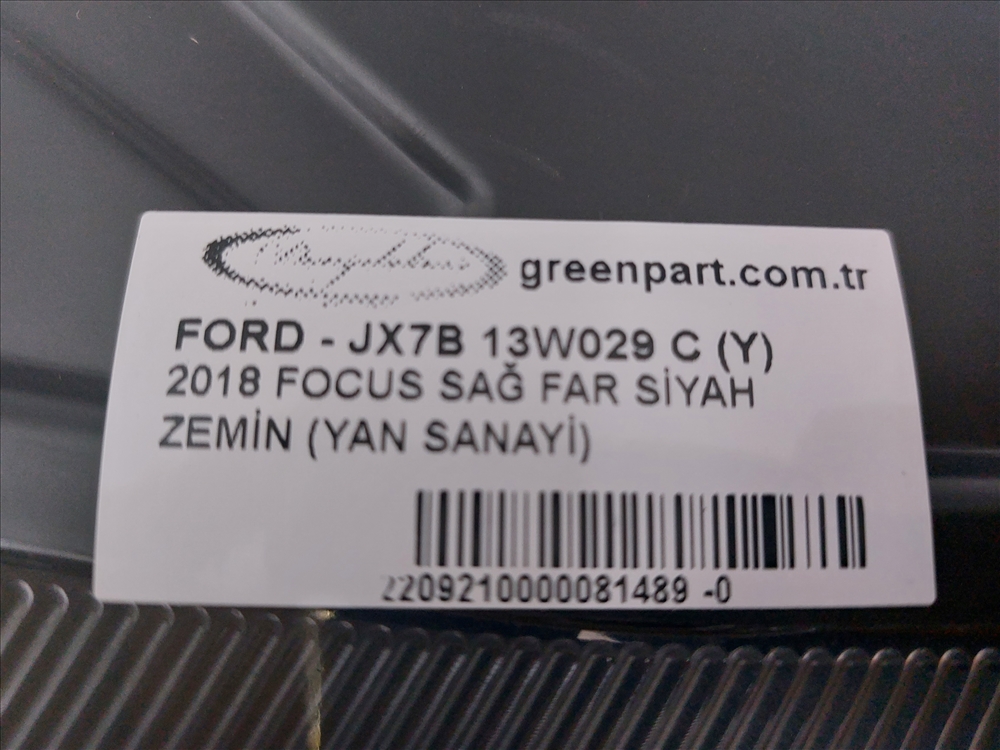 greenpart.com.tr
FORD - JX7B 13W029 C (Y)
2018 FOCUS SAĞ FAR SİYAH
ZEMİN (YAN SANAYİ)
2209210000081489 -0